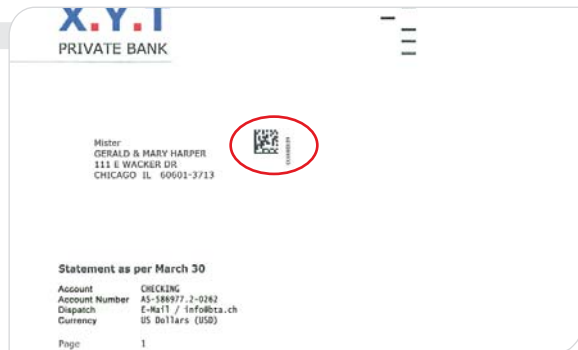 X.Y.T
PRIVATE BANK
Mister
GERALD & MARY HARPER
111 E WACKER DR
CHICAGO IL 60601-3713
Statement as per March 30
Account CHECKING
Account Number AS-586977.2-0262
Dispatch E-Mail / info@bta.ch
Currency US Dollars (USD)
Page 1